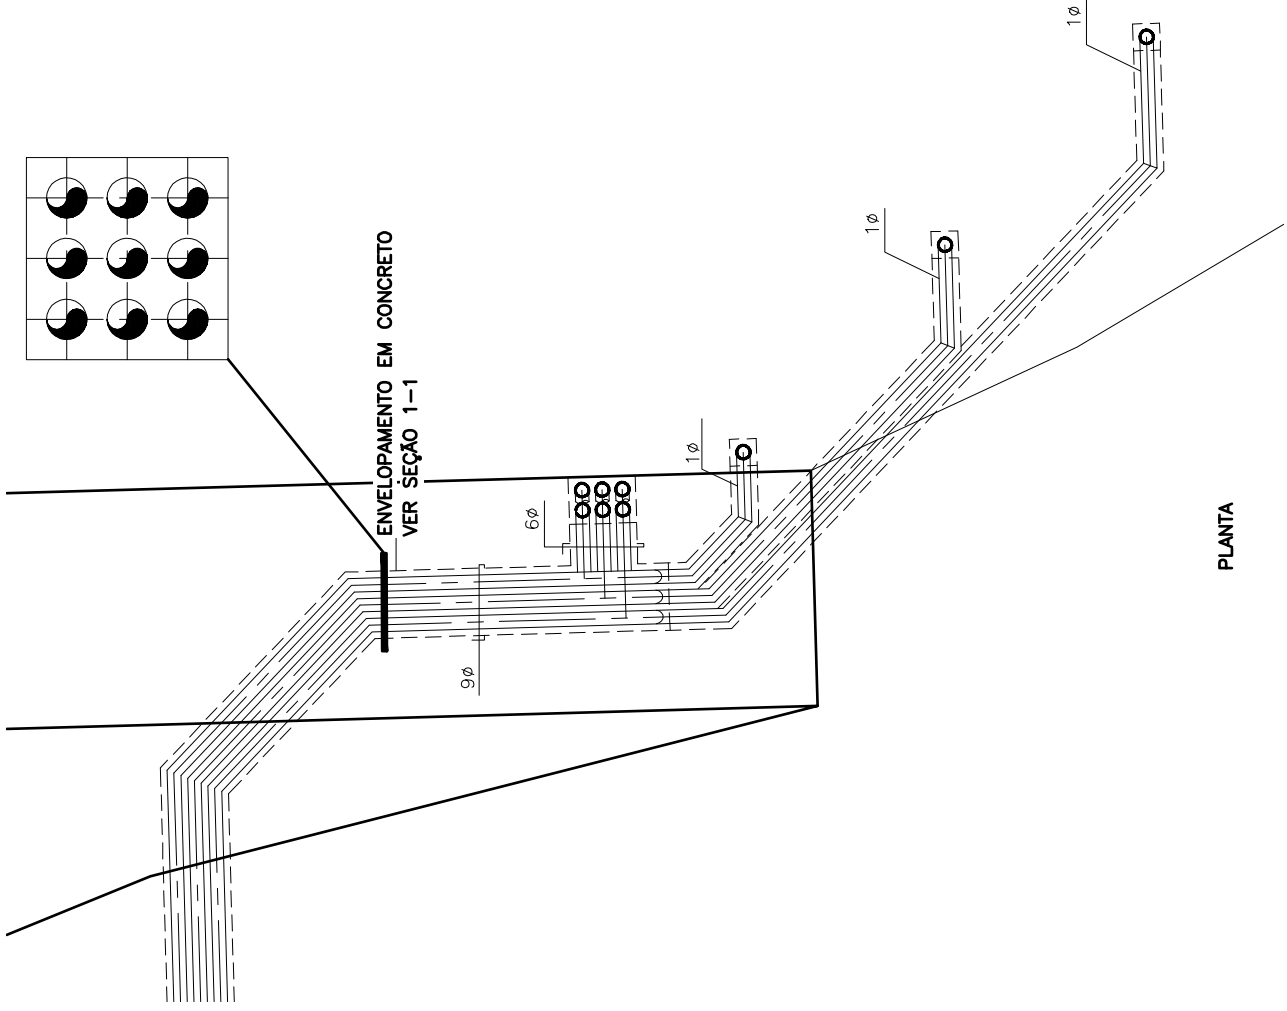 1ø
1ø
ENVELOPAMENTO EM CONCRETO
VER SEÇÃO 1-1
1ø
6ø
9ø
PLANTA